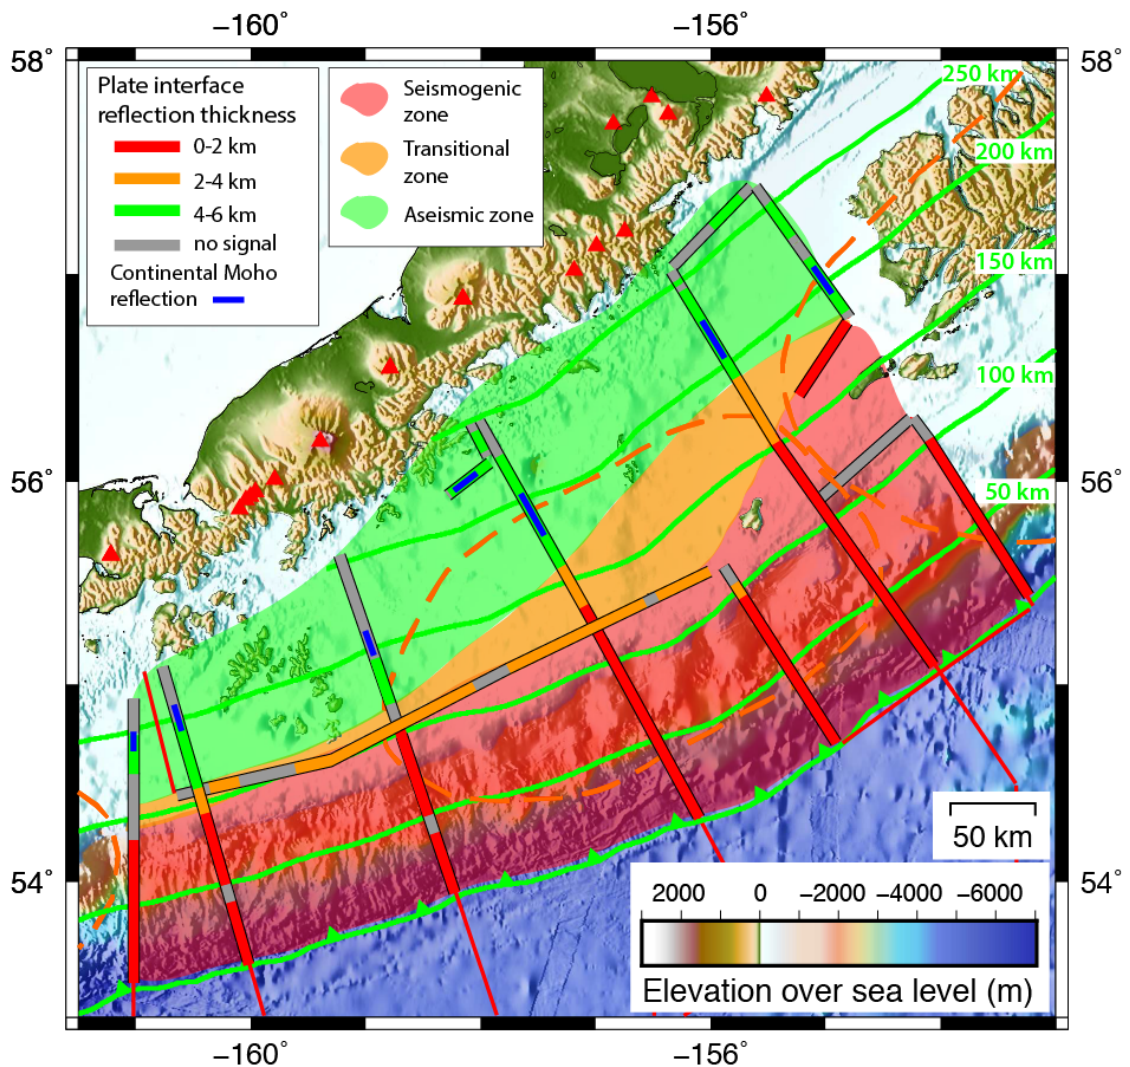 −160˚ −156˚
58˚ 58˚
Plate interface
reflection thickness
0-2 km
2-4 km
4-6 km
no signal
Continental Moho
reflection
Seismogenic
zone
Transitional
zone
Aseismic zone
250 km
200 km
150 km
100 km
50 km
56˚ 56˚
54˚ 54˚
50 km
2000 0 −2000 −4000 −6000
Elevation over sea level (m)
−160˚ −156˚